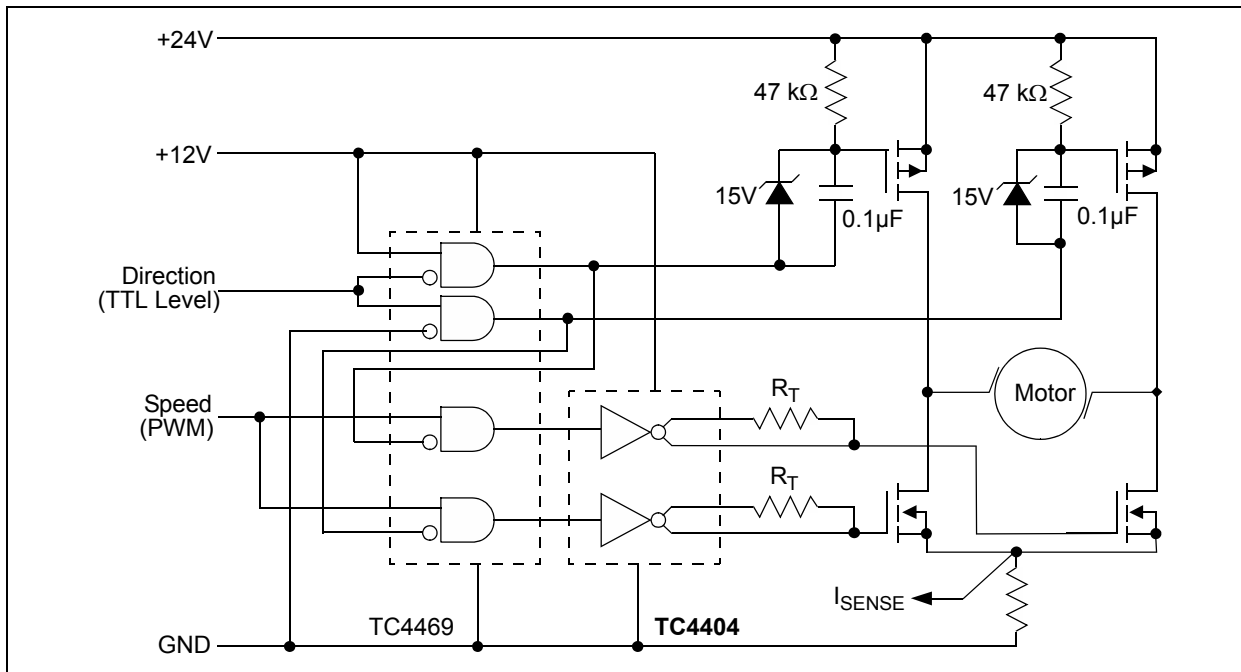 +24V
47 kΩ
47 kΩ
+12V
15V
0.1µF
15V
0.1µF
Direction
(TTL Level)
Speed
(PWM)
R_T
Motor
R_T
I_SENSE
TC4469
TC4404
GND